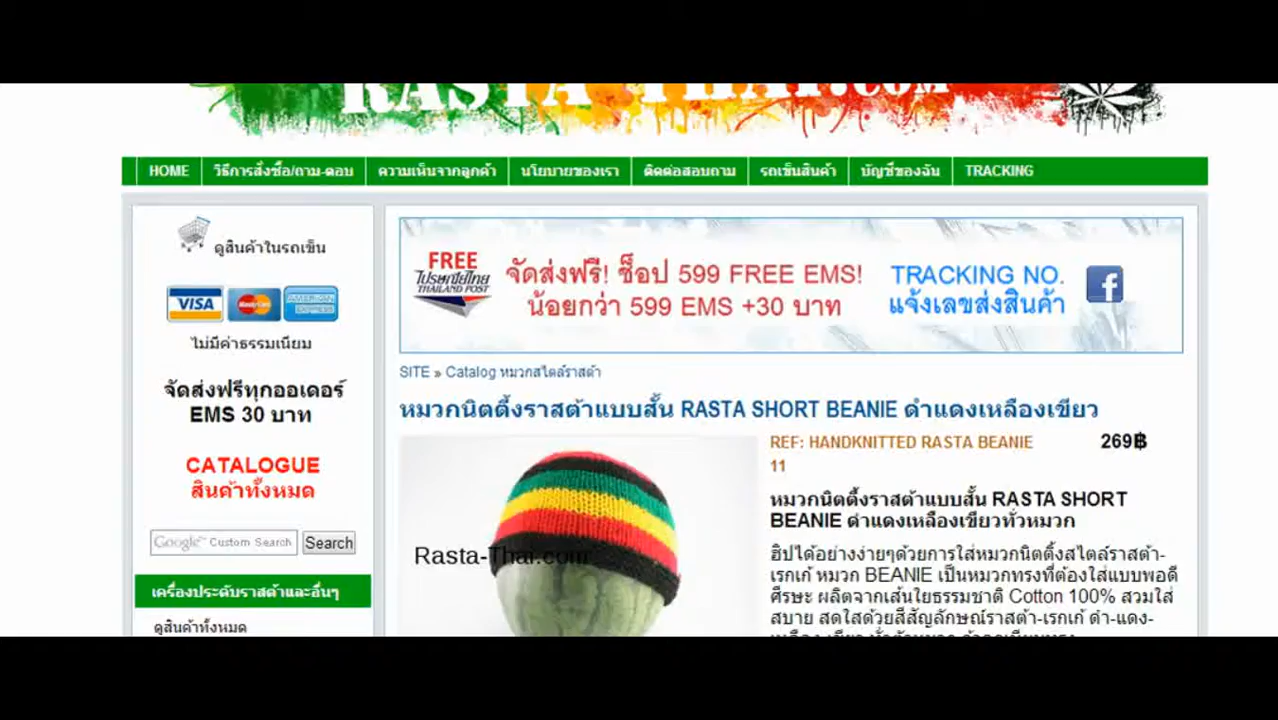 RASTA-THAI.COM
HOME วิธีการสั่งซื้อ/ถาม-ตอบ ความเห็นจากลูกค้า นโยบายของเรา ติดต่อสอบถาม รถเข็นสินค้า บัญชีของฉัน TRACKING
ดูสินค้าในรถเข็น
VISA MasterCard AMERICAN EXPRESS
ไม่มีค่าธรรมเนียม
จัดส่งฟรีทุกออเดอร์
EMS 30 บาท
CATALOGUE
สินค้าทั้งหมด
Google™ Custom Search Search
เครื่องประดับราสต้าและอื่นๆ
ดูสินค้าทั้งหมด
FREE
ไปรษณีย์ไทย
THAILAND POST
จัดส่งฟรี! ช็อป 599 FREE EMS!
น้อยกว่า 599 EMS +30 บาท
TRACKING NO.
แจ้งเลขส่งสินค้า
f
SITE » Catalog หมวกสไตล์ราสต้า
หมวกนิตติ้งราสต้าแบบสั้น RASTA SHORT BEANIE ดำแดงเหลืองเขียว
Rasta-Thai.com
REF: HANDKNITTED RASTA BEANIE
11
269฿
หมวกนิตติ้งราสต้าแบบสั้น RASTA SHORT
BEANIE ดำแดงเหลืองเขียวทั่วหมวก
ฮิปได้อย่างง่ายๆด้วยการใส่หมวกนิตติ้งสไตล์ราสต้า-
เรกเก้ หมวก BEANIE เป็นหมวกทรงที่ต้องใส่แบบพอดี
ศีรษะ ผลิตจากเส้นใยธรรมชาติ Cotton 100% สวมใส่
สบาย สดใสด้วยสีสัญลักษณ์ราสต้า-เรกเก้ ดำ-แดง-